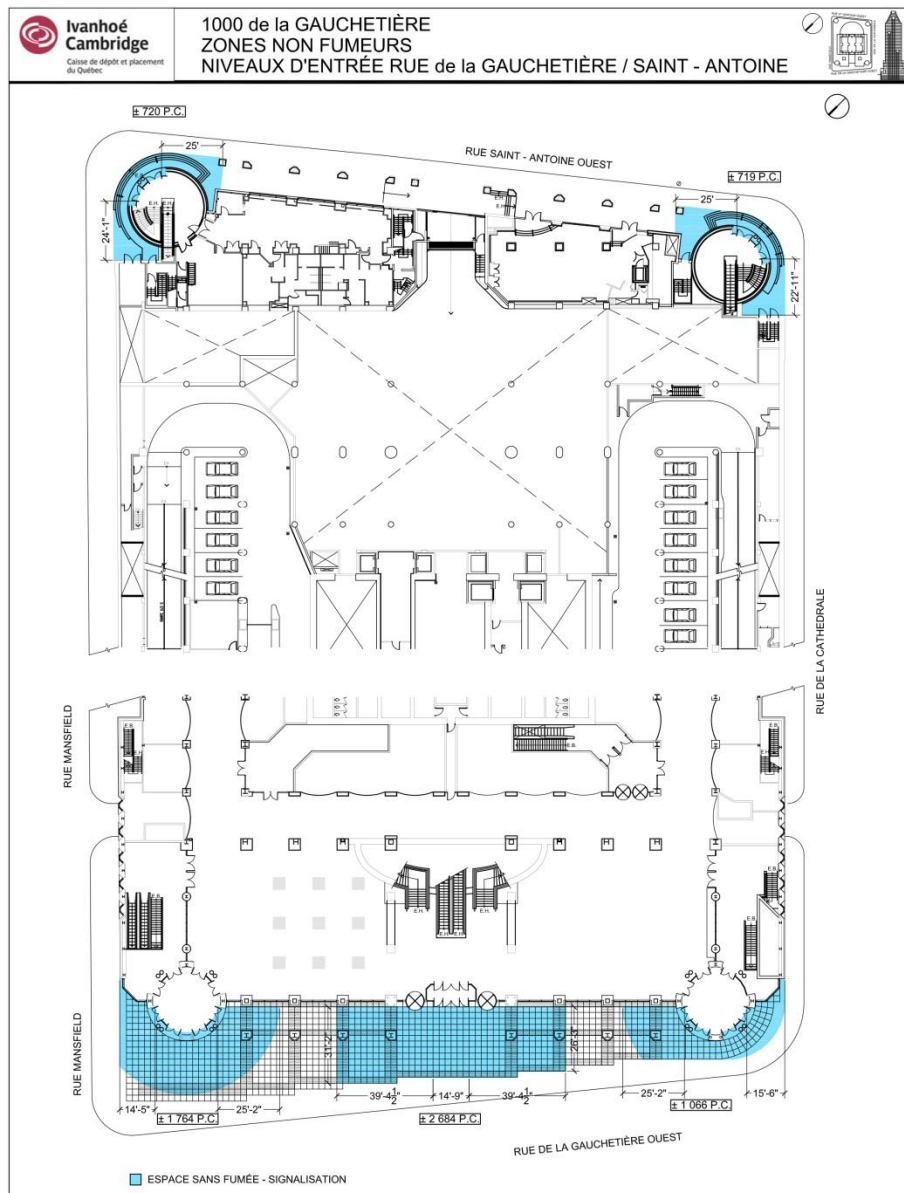 Ivanhoé
Cambridge
Caisse de dépôt et placement
du Québec
1000 de la GAUCHETIÈRE
ZONES NON FUMEURS
NIVEAUX D'ENTRÉE RUE de la GAUCHETIÈRE / SAINT - ANTOINE
± 720 P.C.
25'
RUE SAINT - ANTOINE OUEST
± 719 P.C.
25'
24'-1"
E.H.
E.H.
E.H.
22'-11"
RUE DE LA CATHEDRALE
RUE MANSFIELD
E.B.
E.H.
E.B.
E.B.
E.H.
E.B.
E.B.
E.B.
E.H.
E.H.
E.H.
E.H.
RUE MANSFIELD
31'-2"
26'-3"
14'-5"
25'-2"
39'-4 1/2
14'-9"
39'-4 1/2
25'-2"
15'-6"
± 1 764 P.C.
± 2 684 P.C.
± 1 066 P.C.
RUE DE LA GAUCHETIÈRE OUEST
ESPACE SANS FUMÉE - SIGNALISATION